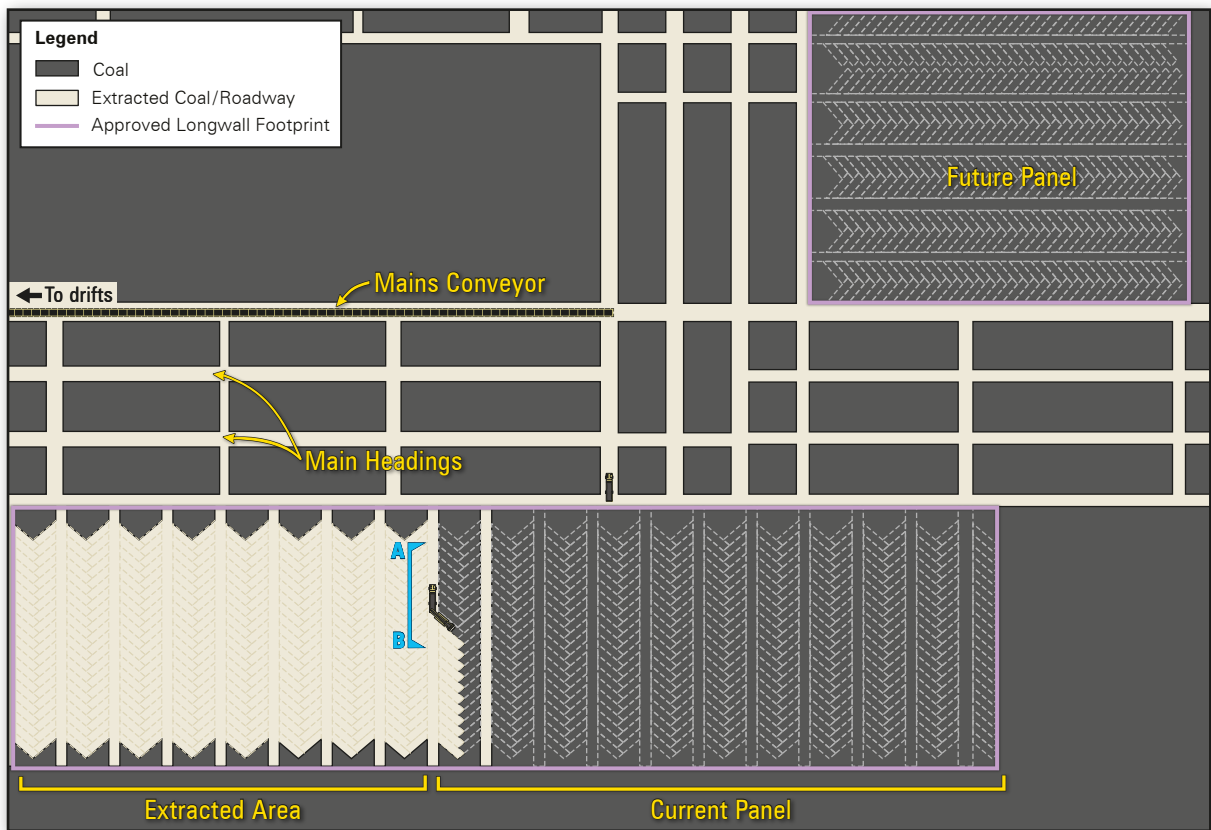 Legend
Coal
Extracted Coal/Roadway
Approved Longwall Footprint
Future Panel
To drifts
Mains Conveyor
Main Headings
A
B
Extracted Area
Current Panel